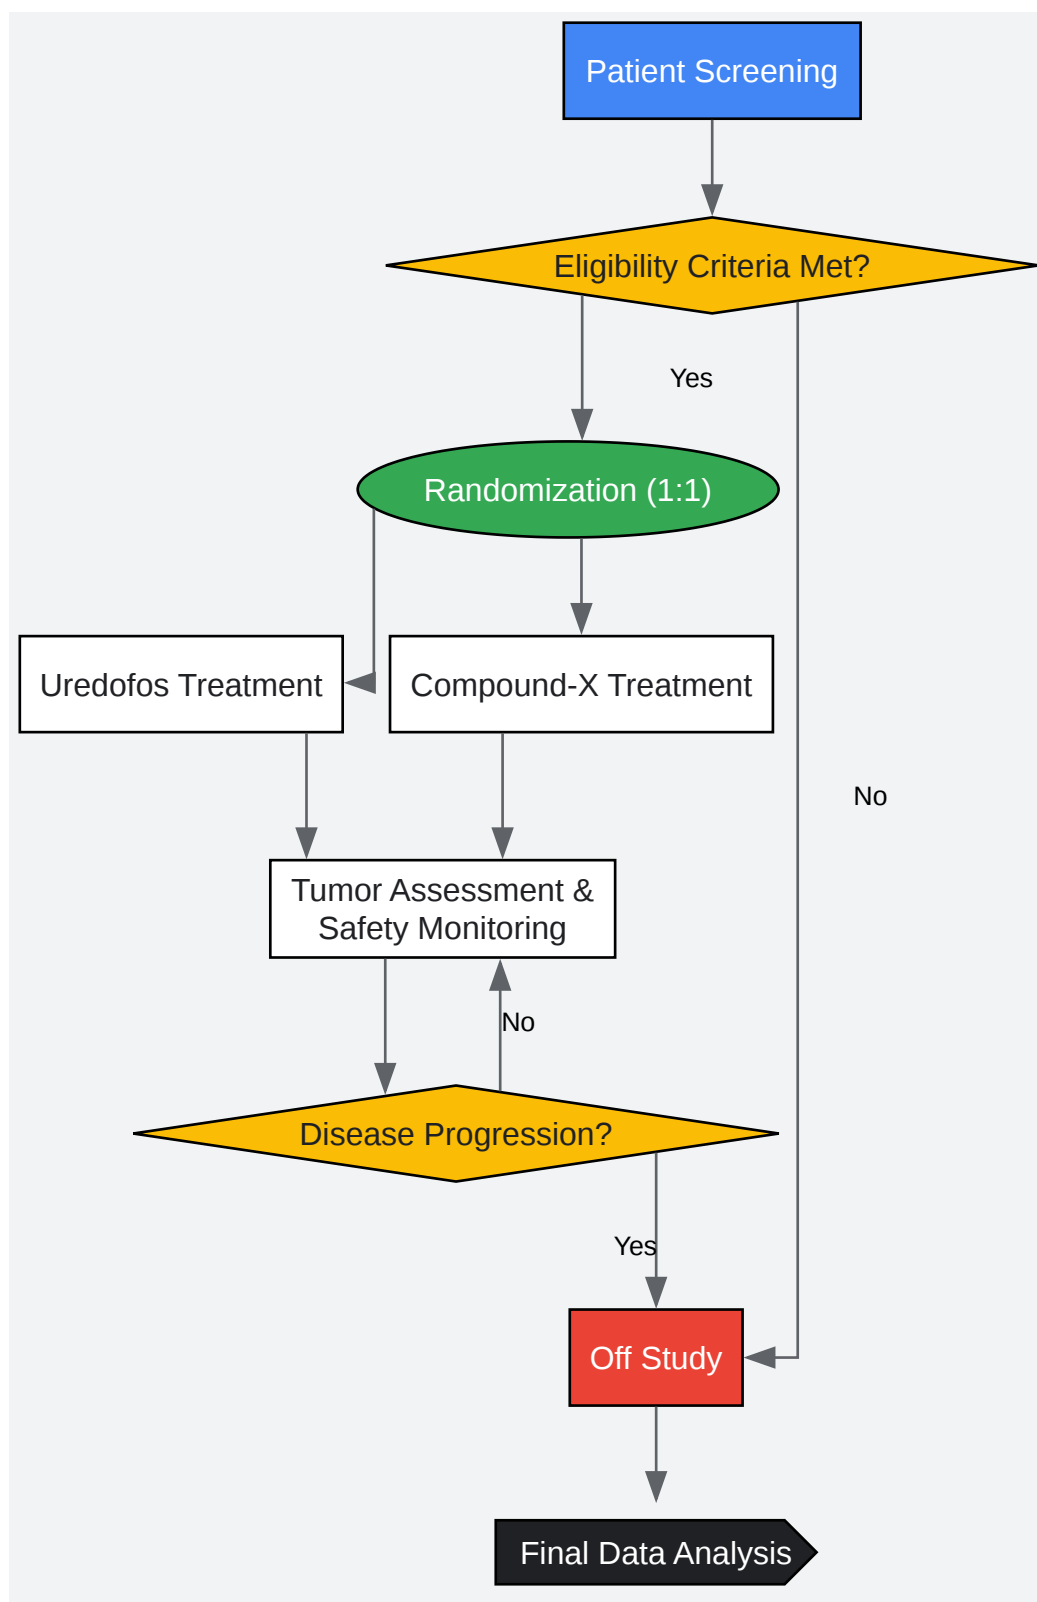 Patient Screening
Eligibility Criteria Met?
Yes
Randomization (1:1)
Uredofos Treatment
Compound-X Treatment
No
Tumor Assessment &
Safety Monitoring
No
Disease Progression?
Yes
Off Study
Final Data Analysis